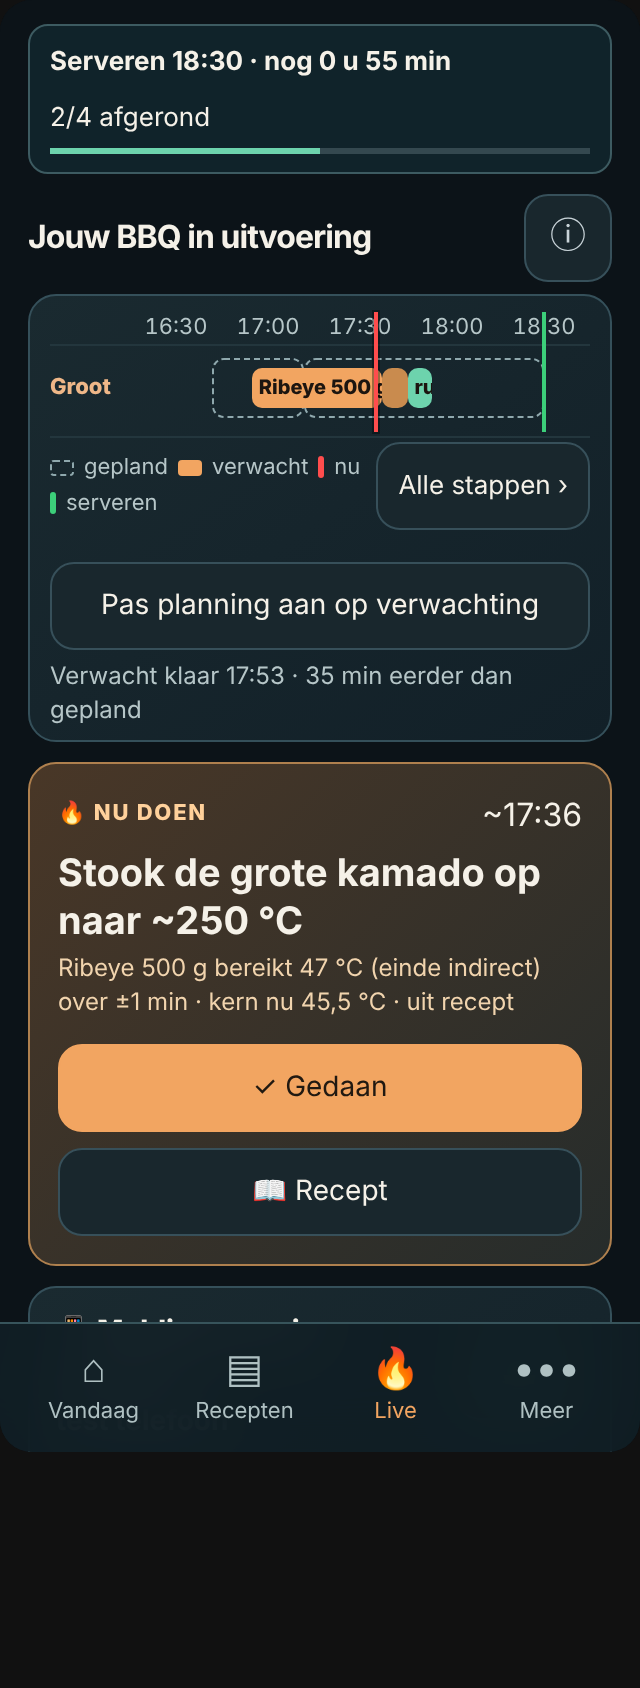 Serveren 18:30 · nog 0 u 55 min
2/4 afgerond
Jouw BBQ in uitvoering
16:30 17:00 17:30 18:00 18:30
Groot
Ribeye 500 g
ru
gepland verwacht nu
serveren
Alle stappen ›
Pas planning aan op verwachting
Verwacht klaar 17:53 · 35 min eerder dan
gepland
🔥 NU DOEN
~17:36
Stook de grote kamado op
naar ~250 °C
Ribeye 500 g bereikt 47 °C (einde indirect)
over ±1 min · kern nu 45,5 °C · uit recept
✓ Gedaan
📖 Recept
Vandaag
Recepten
Live
Meer